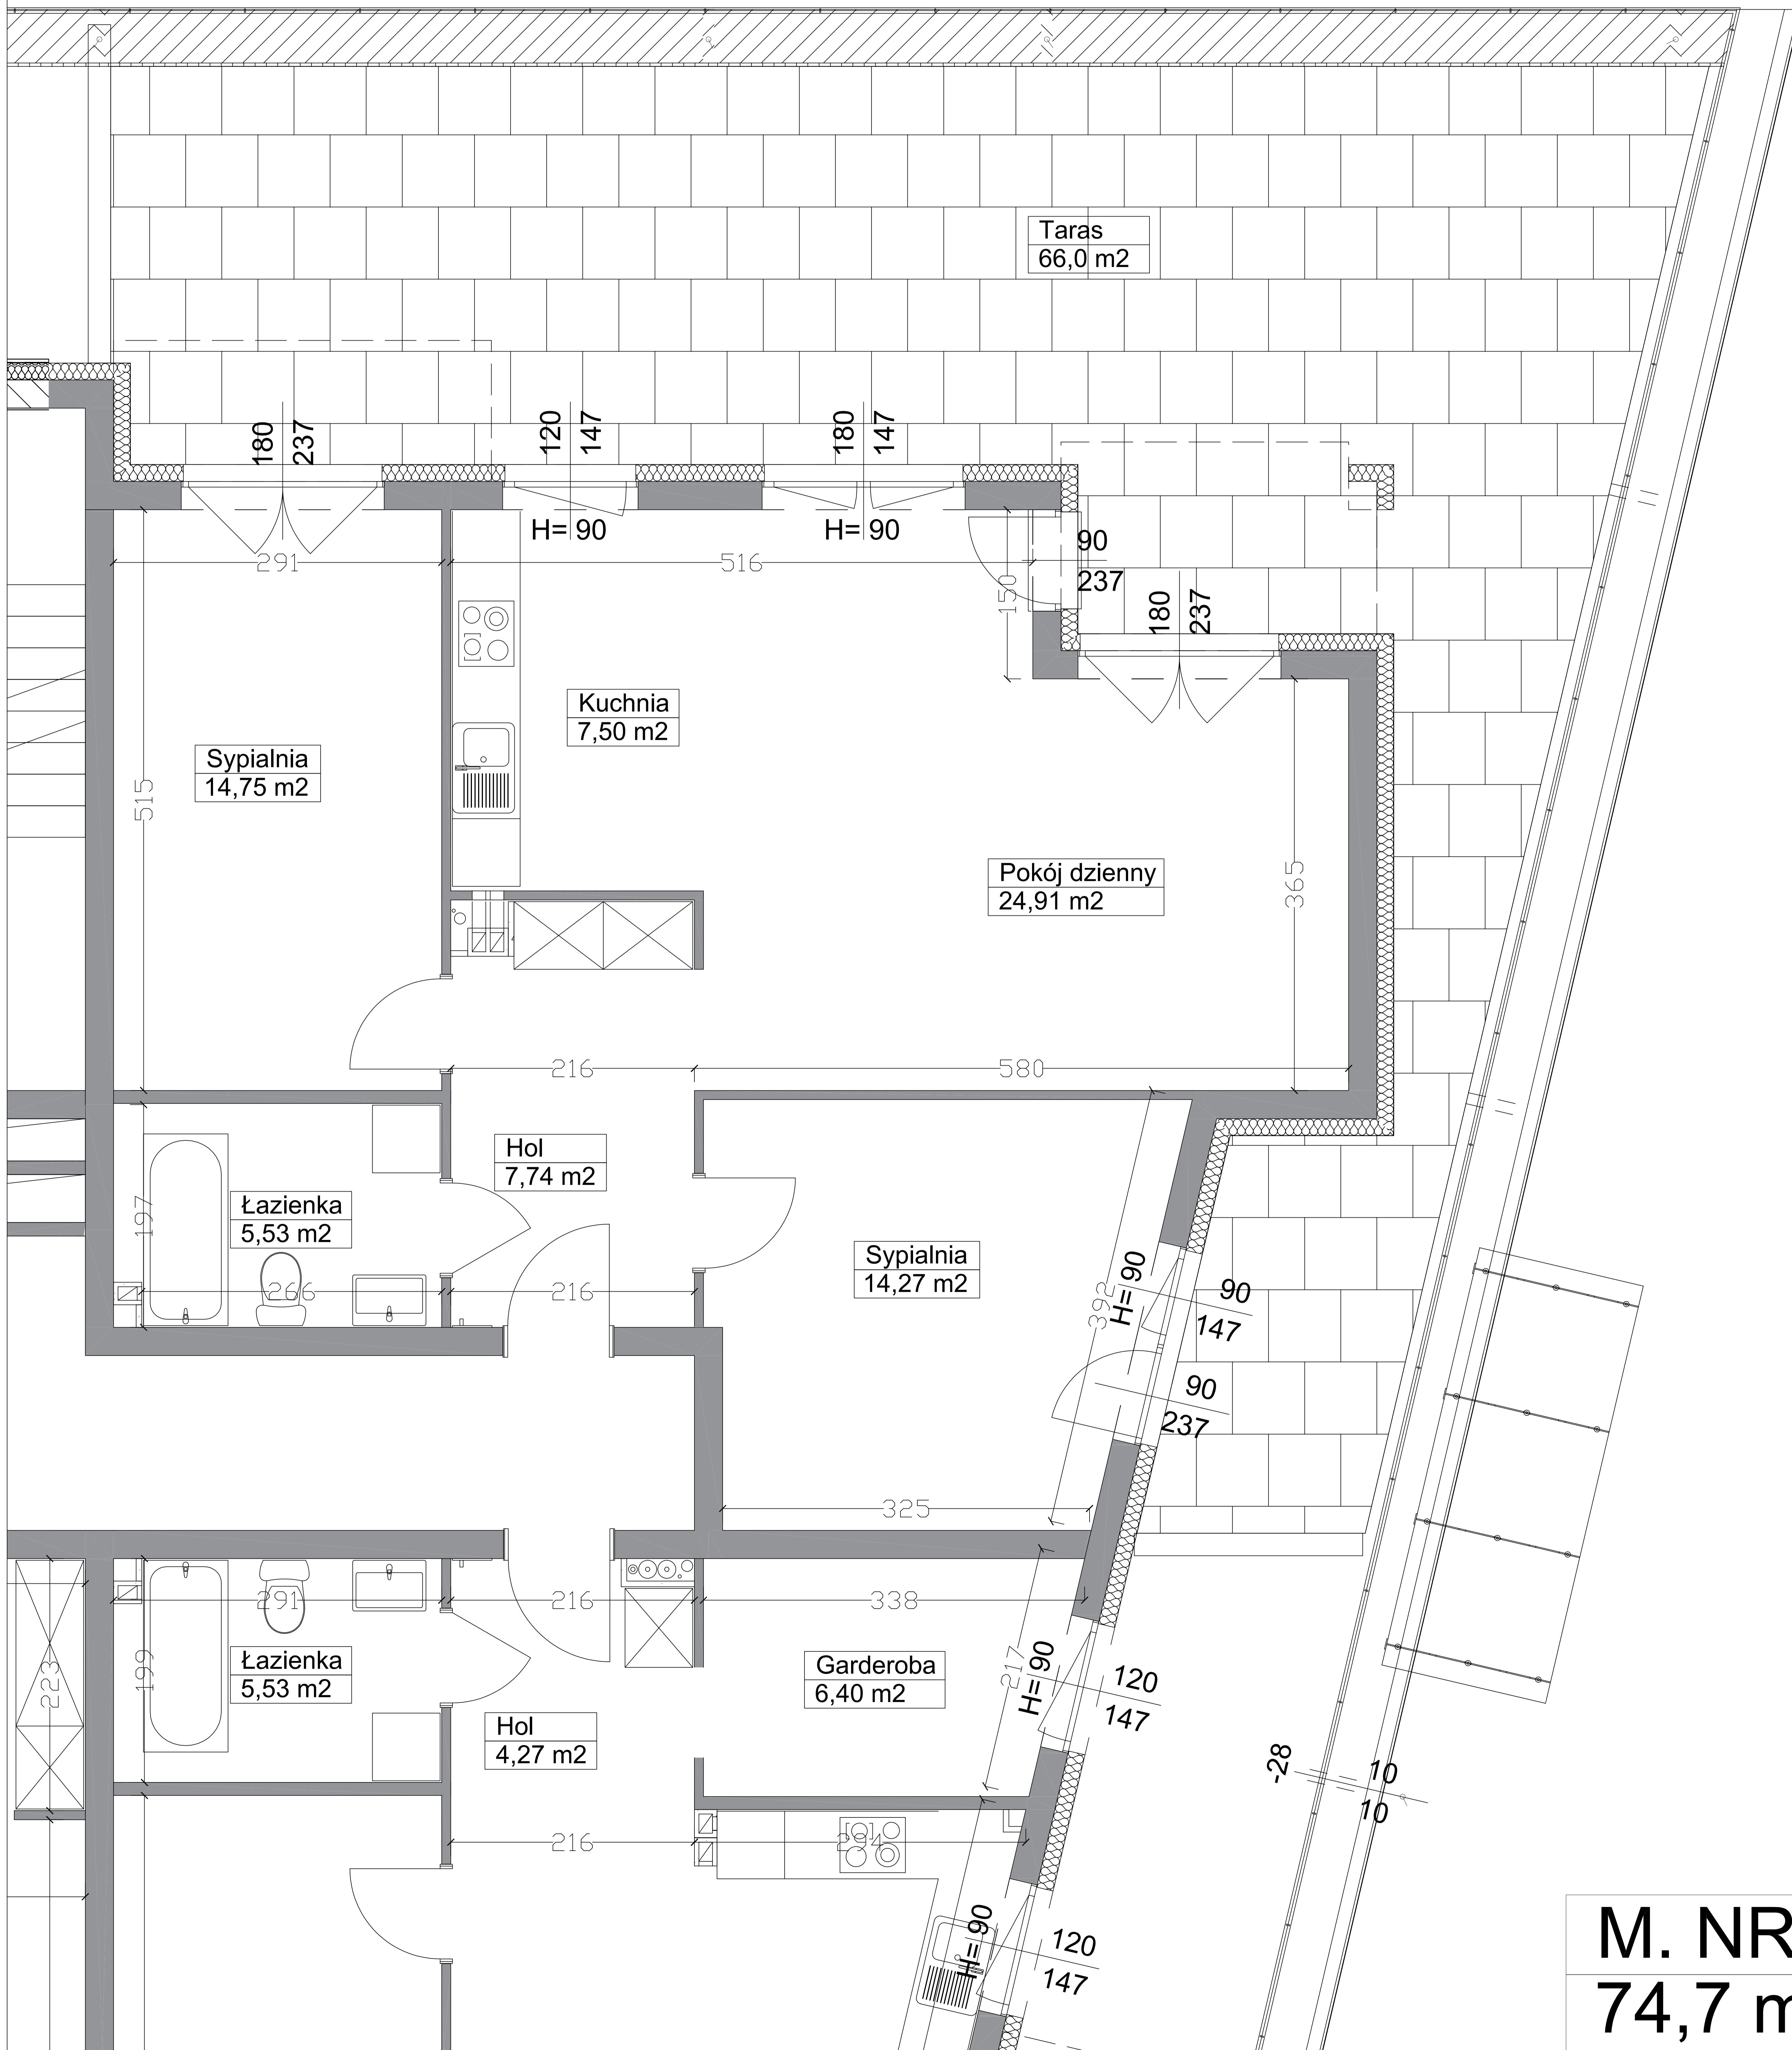 Taras
66,0 m2
180
237
120
147
180
147
H= 90
H= 90
90
237
291
516
150
180
237
Kuchnia
7,50 m2
Sypialnia
14,75 m2
515
Pokój dzienny
24,91 m2
365
216
580
Hol
7,74 m2
Łazienka
5,53 m2
197
Sypialnia
14,27 m2
266
216
392
H= 90
90
147
90
237
325
291
216
338
Łazienka
5,53 m2
199
223
Garderoba
6,40 m2
217
H= 90
120
147
Hol
4,27 m2
-28
10
10
216
294
H= 90
120
147
M. NR
74,7 m